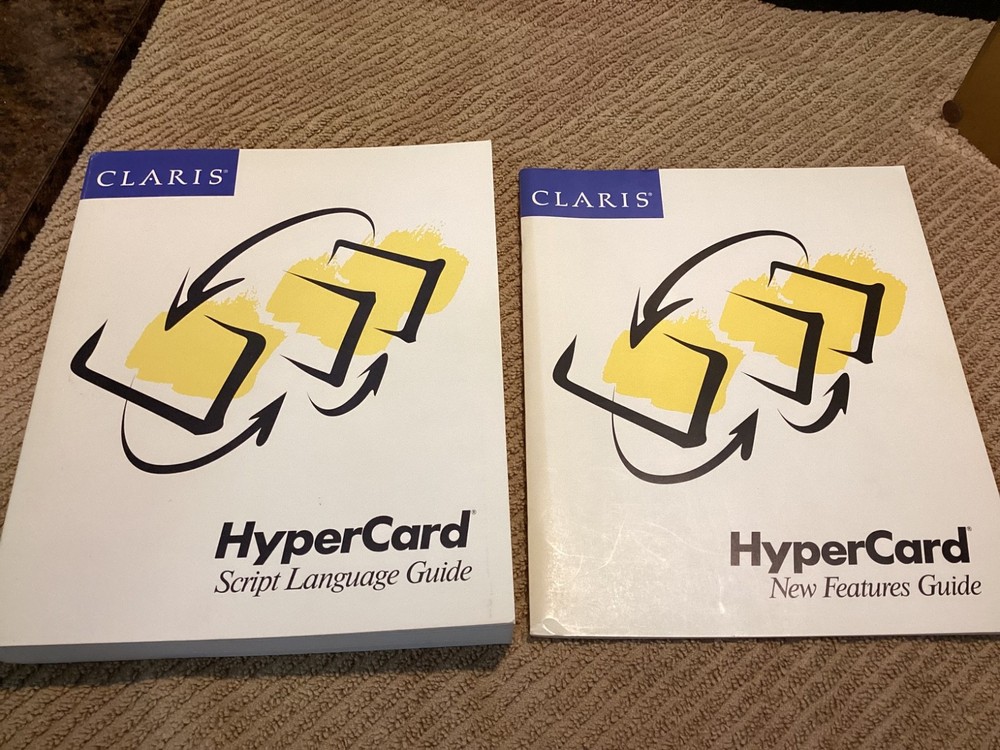 CLARIS®
HyperCard®
Script Language Guide
CLARIS®
HyperCard®
New Features Guide